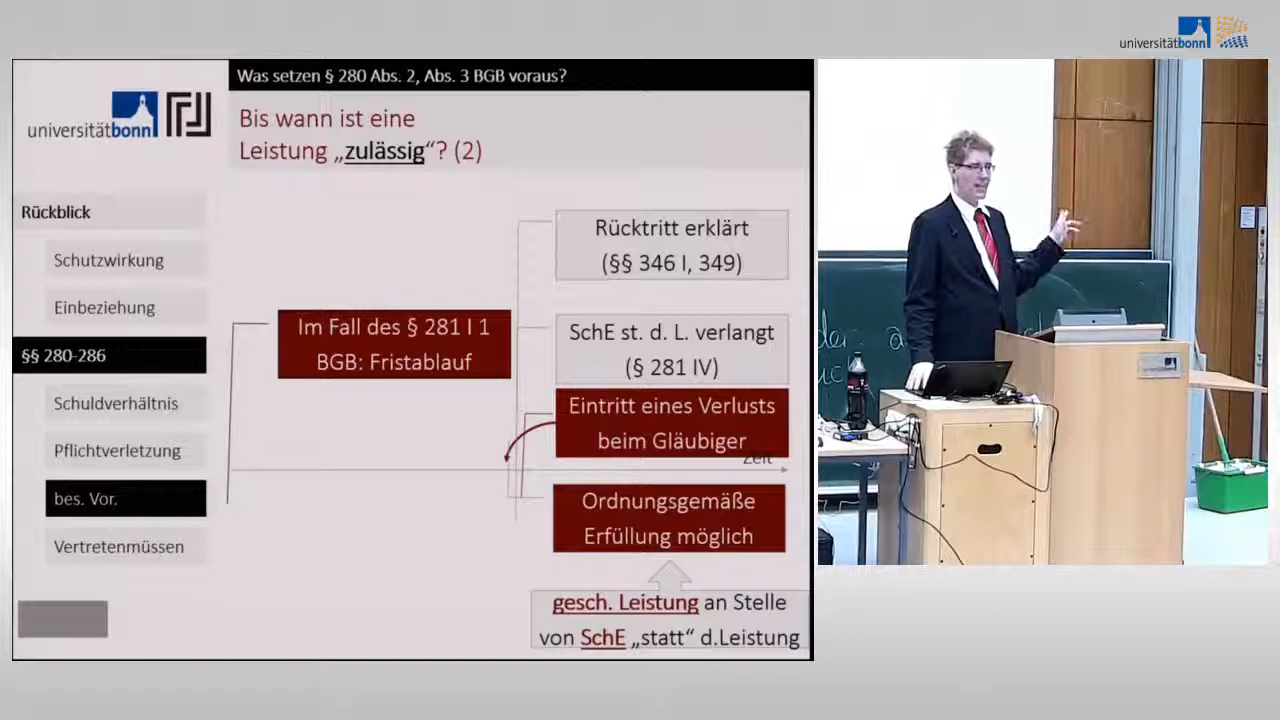 universitätbonn
Was setzen § 280 Abs. 2, Abs. 3 BGB voraus?
universitätbonn
Bis wann ist eine
Leistung „zulässig“? (2)
Rückblick
Schutzwirkung
Einbeziehung
§§ 280-286
Schuldverhältnis
Pflichtverletzung
bes. Vor.
Vertretenmüssen
Im Fall des § 281 I 1
BGB: Fristablauf
Rücktritt erklärt
(§§ 346 I, 349)
SchE st. d. L. verlangt
(§ 281 IV)
Eintritt eines Verlusts
beim Gläubiger
Zeit
Ordnungsgemäße
Erfüllung möglich
gesch. Leistung an Stelle
von SchE „statt“ d.Leistung